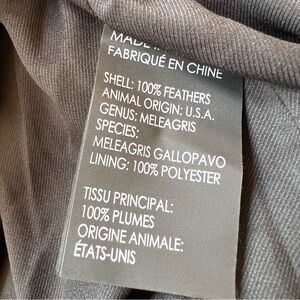 MADE
FABRIQUÉ EN CHINE
SHELL: 100% FEATHERS
ANIMAL ORIGIN: U.S.A.
GENUS: MELEAGRIS
SPECIES:
MELEAGRIS GALLOPAVO
LINING: 100% POLYESTER
TISSU PRINCIPAL:
100% PLUMES
ORIGINE ANIMALE:
ÉTATS-UNIS